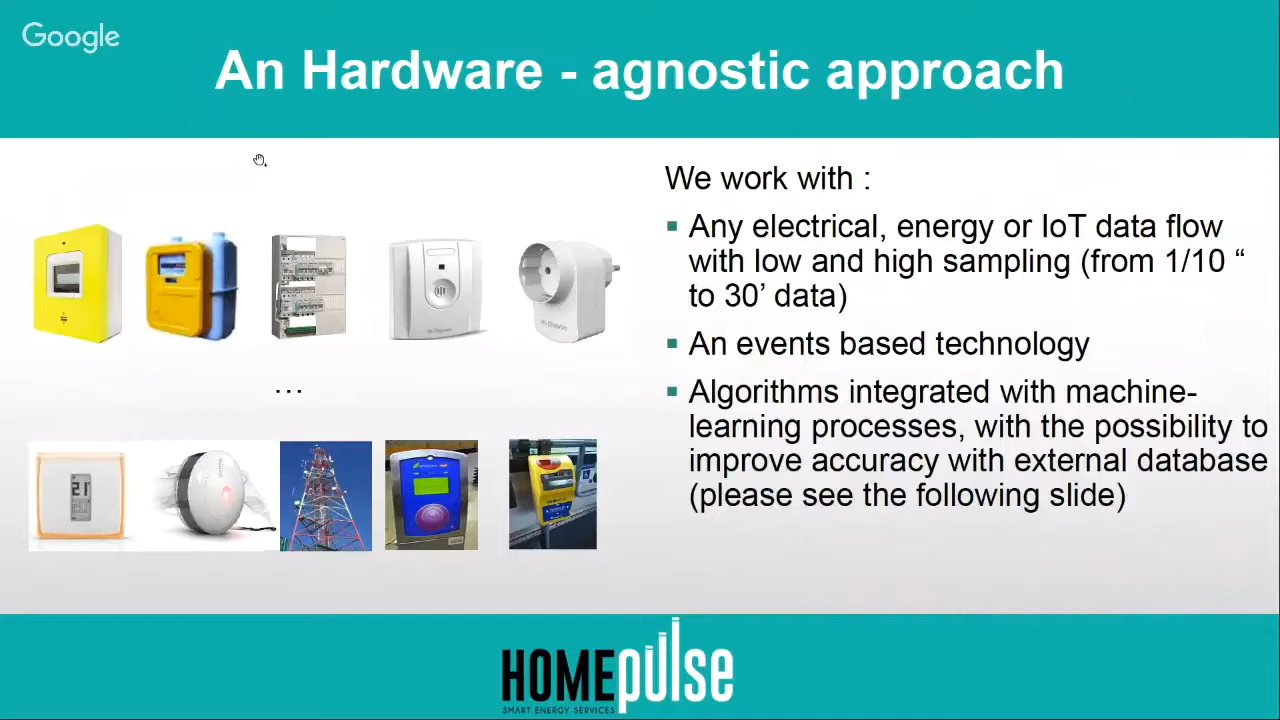 Google
An Hardware - agnostic approach
We work with :
Any electrical, energy or IoT data flow
with low and high sampling (from 1/10 “
to 30’ data)
An events based technology
Algorithms integrated with machine-
learning processes, with the possibility to
improve accuracy with external database
(please see the following slide)
...
21
HOMEpulse
SMART ENERGY SERVICES